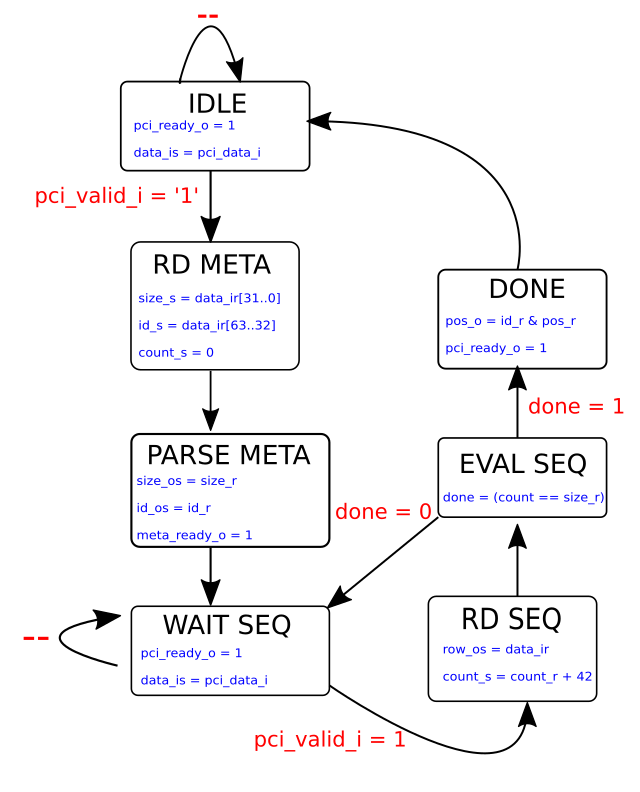 --
IDLE
pci_ready_o = 1
data_is = pci_data_i
pci_valid_i = '1'
RD META
size_s = data_ir[31..0]
id_s = data_ir[63..32]
count_s = 0
PARSE META
size_os = size_r
id_os = id_r
meta_ready_o = 1
WAIT SEQ
pci_ready_o = 1
data_is = pci_data_i
--
pci_valid_i = 1
RD SEQ
row_os = data_ir
count_s = count_r + 42
EVAL SEQ
done = (count == size_r)
done = 0
done = 1
DONE
pos_o = id_r & pos_r
pci_ready_o = 1